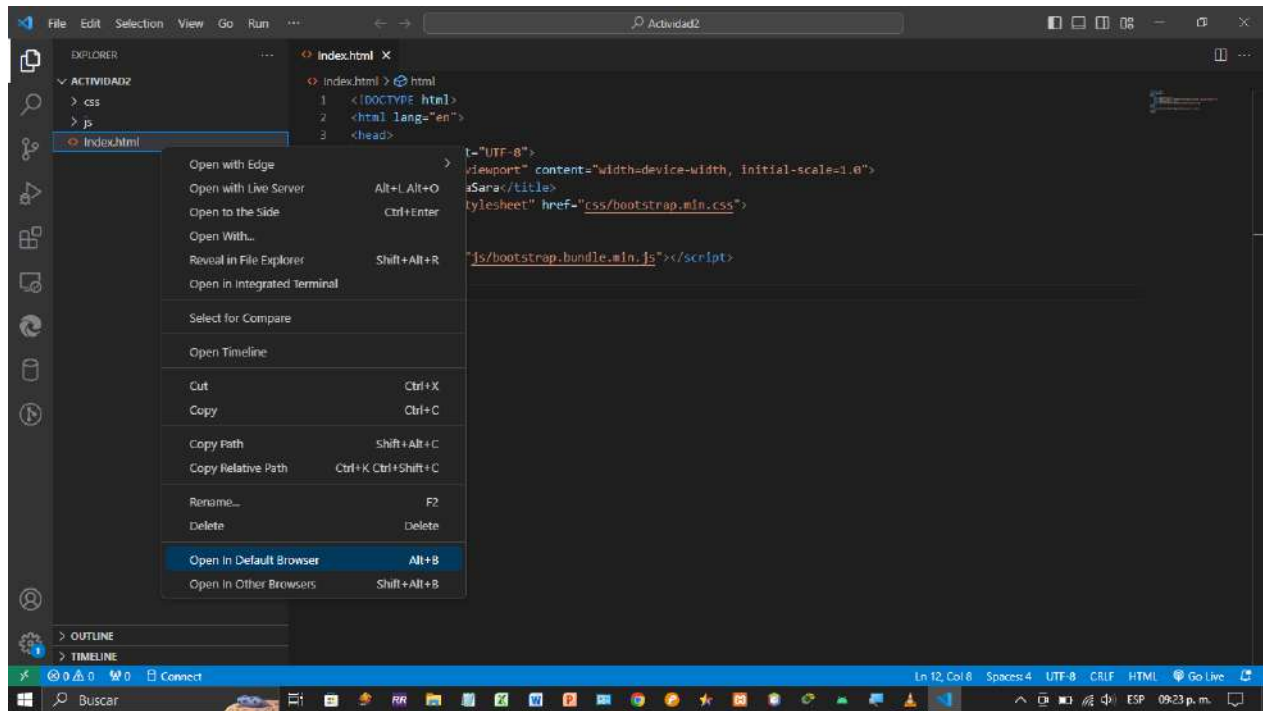 File Edit Selection View Go Run ··· Actividad2
EXPLORER ···
ACTIVIDAD2
css
js
Index.html
Index.html
Index.html > html
1 <!DOCTYPE html>
2 <html lang="en">
3 <head>
t="UTF-8">
viewport" content="width=device-width, initial-scale=1.0">
aSara</title>
tylesheet" href="css/bootstrap.min.css">
"js/bootstrap.bundle.min.js"></script>
Open with Edge
Open with Live Server Alt+L Alt+O
Open to the Side Ctrl+Enter
Open With...
Reveal in File Explorer Shift+Alt+R
Open in Integrated Terminal
Select for Compare
Open Timeline
Cut Ctrl+X
Copy Ctrl+C
Copy Path Shift+Alt+C
Copy Relative Path Ctrl+K Ctrl+Shift+C
Rename... F2
Delete Delete
Open In Default Browser Alt+B
Open In Other Browsers Shift+Alt+B
OUTLINE
TIMELINE
0 0 0 Connect Ln 12, Col 8 Spaces: 4 UTF-8 CRLF HTML Go Live
Buscar RR ESP 09:23 p. m.